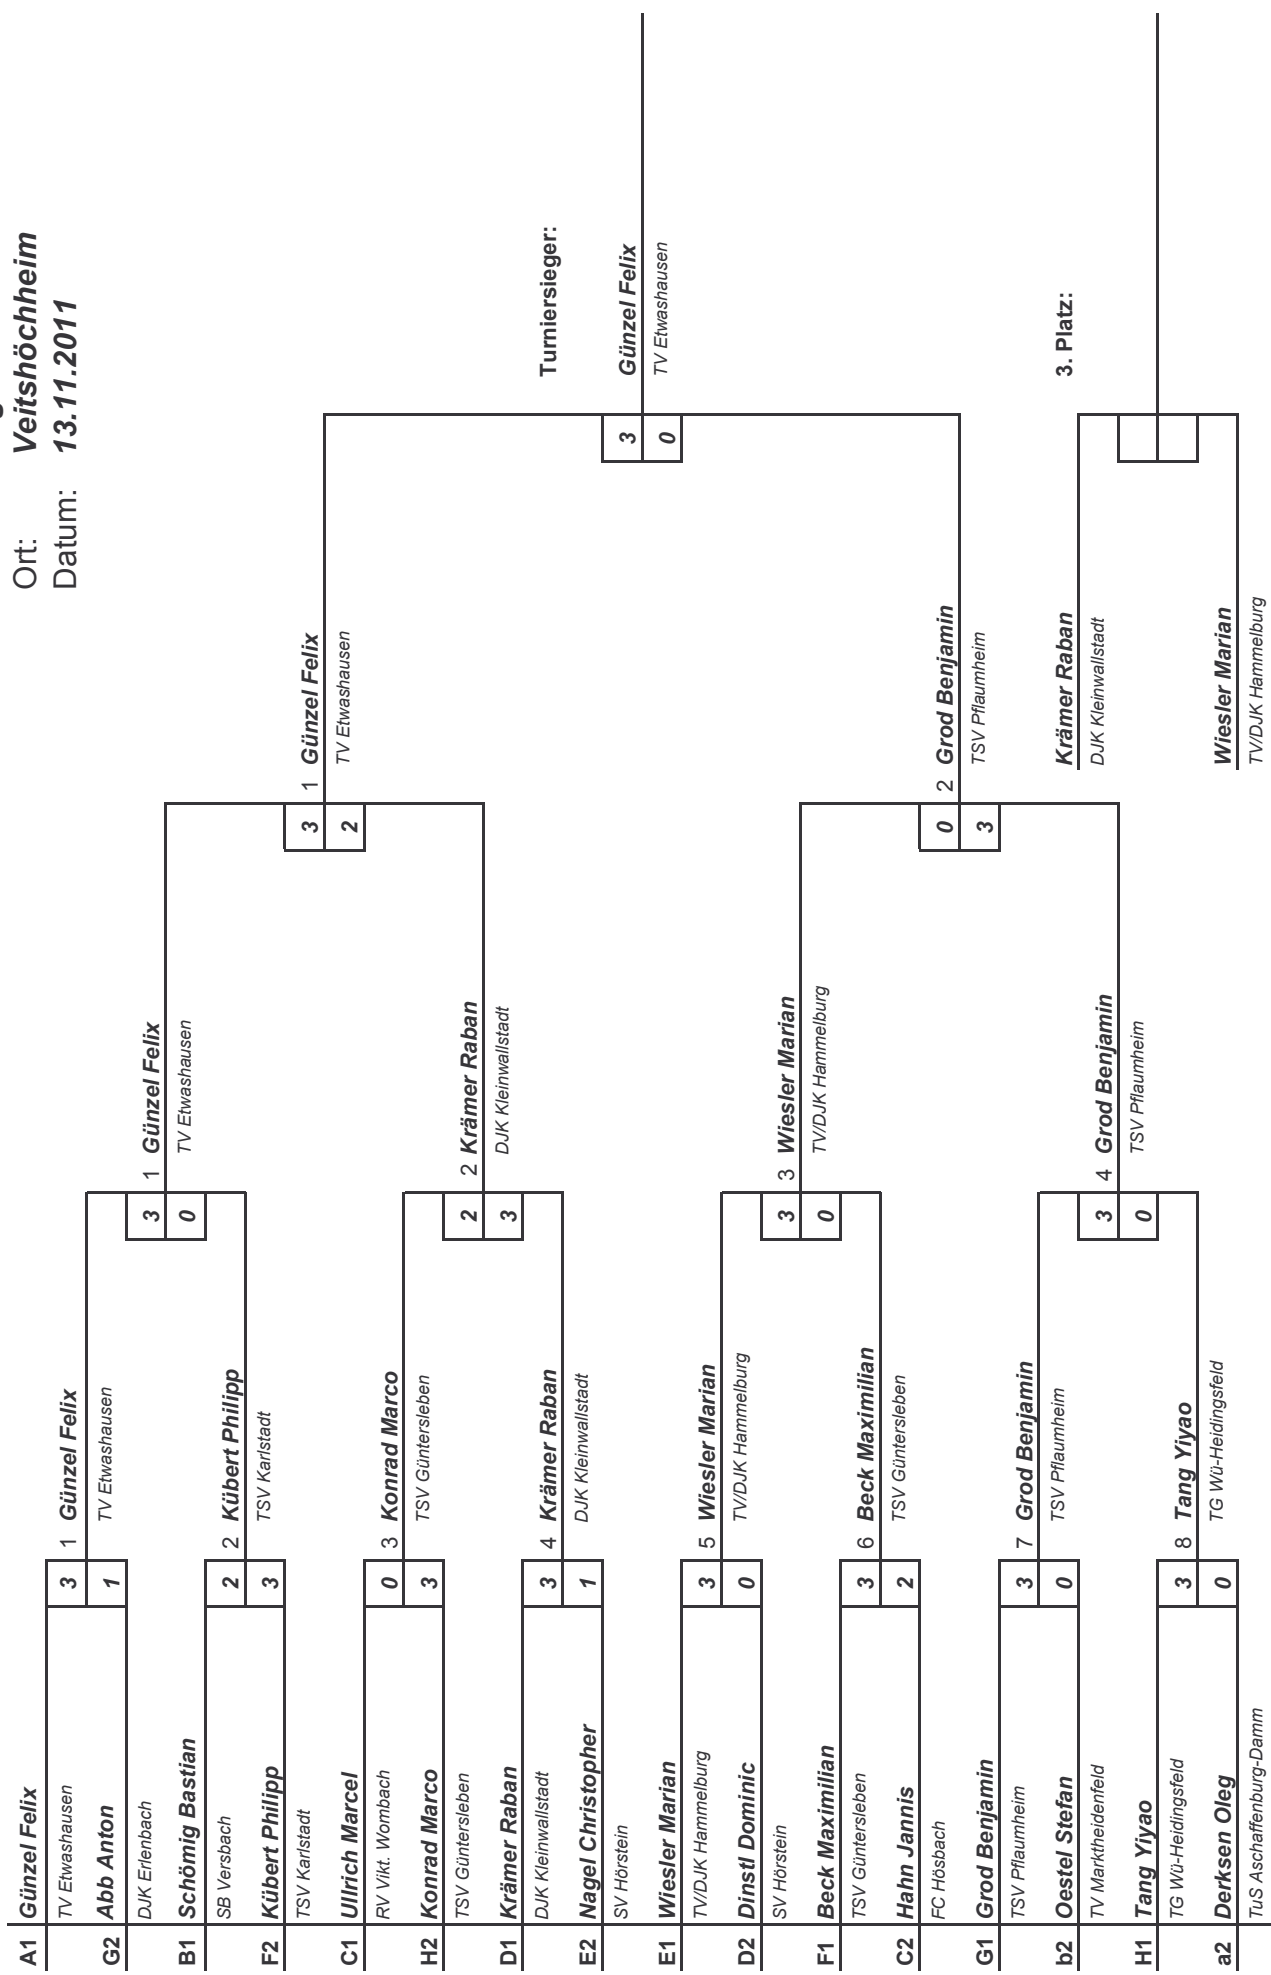 Ort: Veitshöchheim
Datum: 13.11.2011
A1 Günzel Felix
TV Etwashausen
G2 Abb Anton
DJK Erlenbach
B1 Schömig Bastian
SB Versbach
F2 Kübert Philipp
TSV Karlstadt
C1 Ullrich Marcel
RV Vikt. Wombach
H2 Konrad Marco
TSV Güntersleben
D1 Krämer Raban
DJK Kleinwallstadt
E2 Nagel Christopher
SV Hörstein
E1 Wiesler Marian
TV/DJK Hammelburg
D2 Dinstl Dominic
SV Hörstein
F1 Beck Maximilian
TSV Güntersleben
C2 Hahn Jannis
FC Hösbach
G1 Grod Benjamin
TSV Pflaumheim
b2 Oestel Stefan
TV Marktheidenfeld
H1 Tang Yiyao
TG Wü-Heidingsfeld
a2 Derksen Oleg
TuS Aschaffenburg-Damm
3 1 Günzel Felix
1 TV Etwashausen
2 2 Kübert Philipp
3 TSV Karlstadt
0 3 Konrad Marco
3 TSV Güntersleben
3 4 Krämer Raban
1 DJK Kleinwallstadt
3 5 Wiesler Marian
0 TV/DJK Hammelburg
3 6 Beck Maximilian
2 TSV Güntersleben
3 7 Grod Benjamin
0 TSV Pflaumheim
3 8 Tang Yiyao
0 TG Wü-Heidingsfeld
3 1 Günzel Felix
0 TV Etwashausen
2 2 Krämer Raban
3 DJK Kleinwallstadt
3 3 Wiesler Marian
0 TV/DJK Hammelburg
3 4 Grod Benjamin
0 TSV Pflaumheim
3 1 Günzel Felix
2 TV Etwashausen
0 2 Grod Benjamin
3 TSV Pflaumheim
Krämer Raban
DJK Kleinwallstadt
Wiesler Marian
TV/DJK Hammelburg
Turniersieger:
3 Günzel Felix
0 TV Etwashausen
3. Platz: